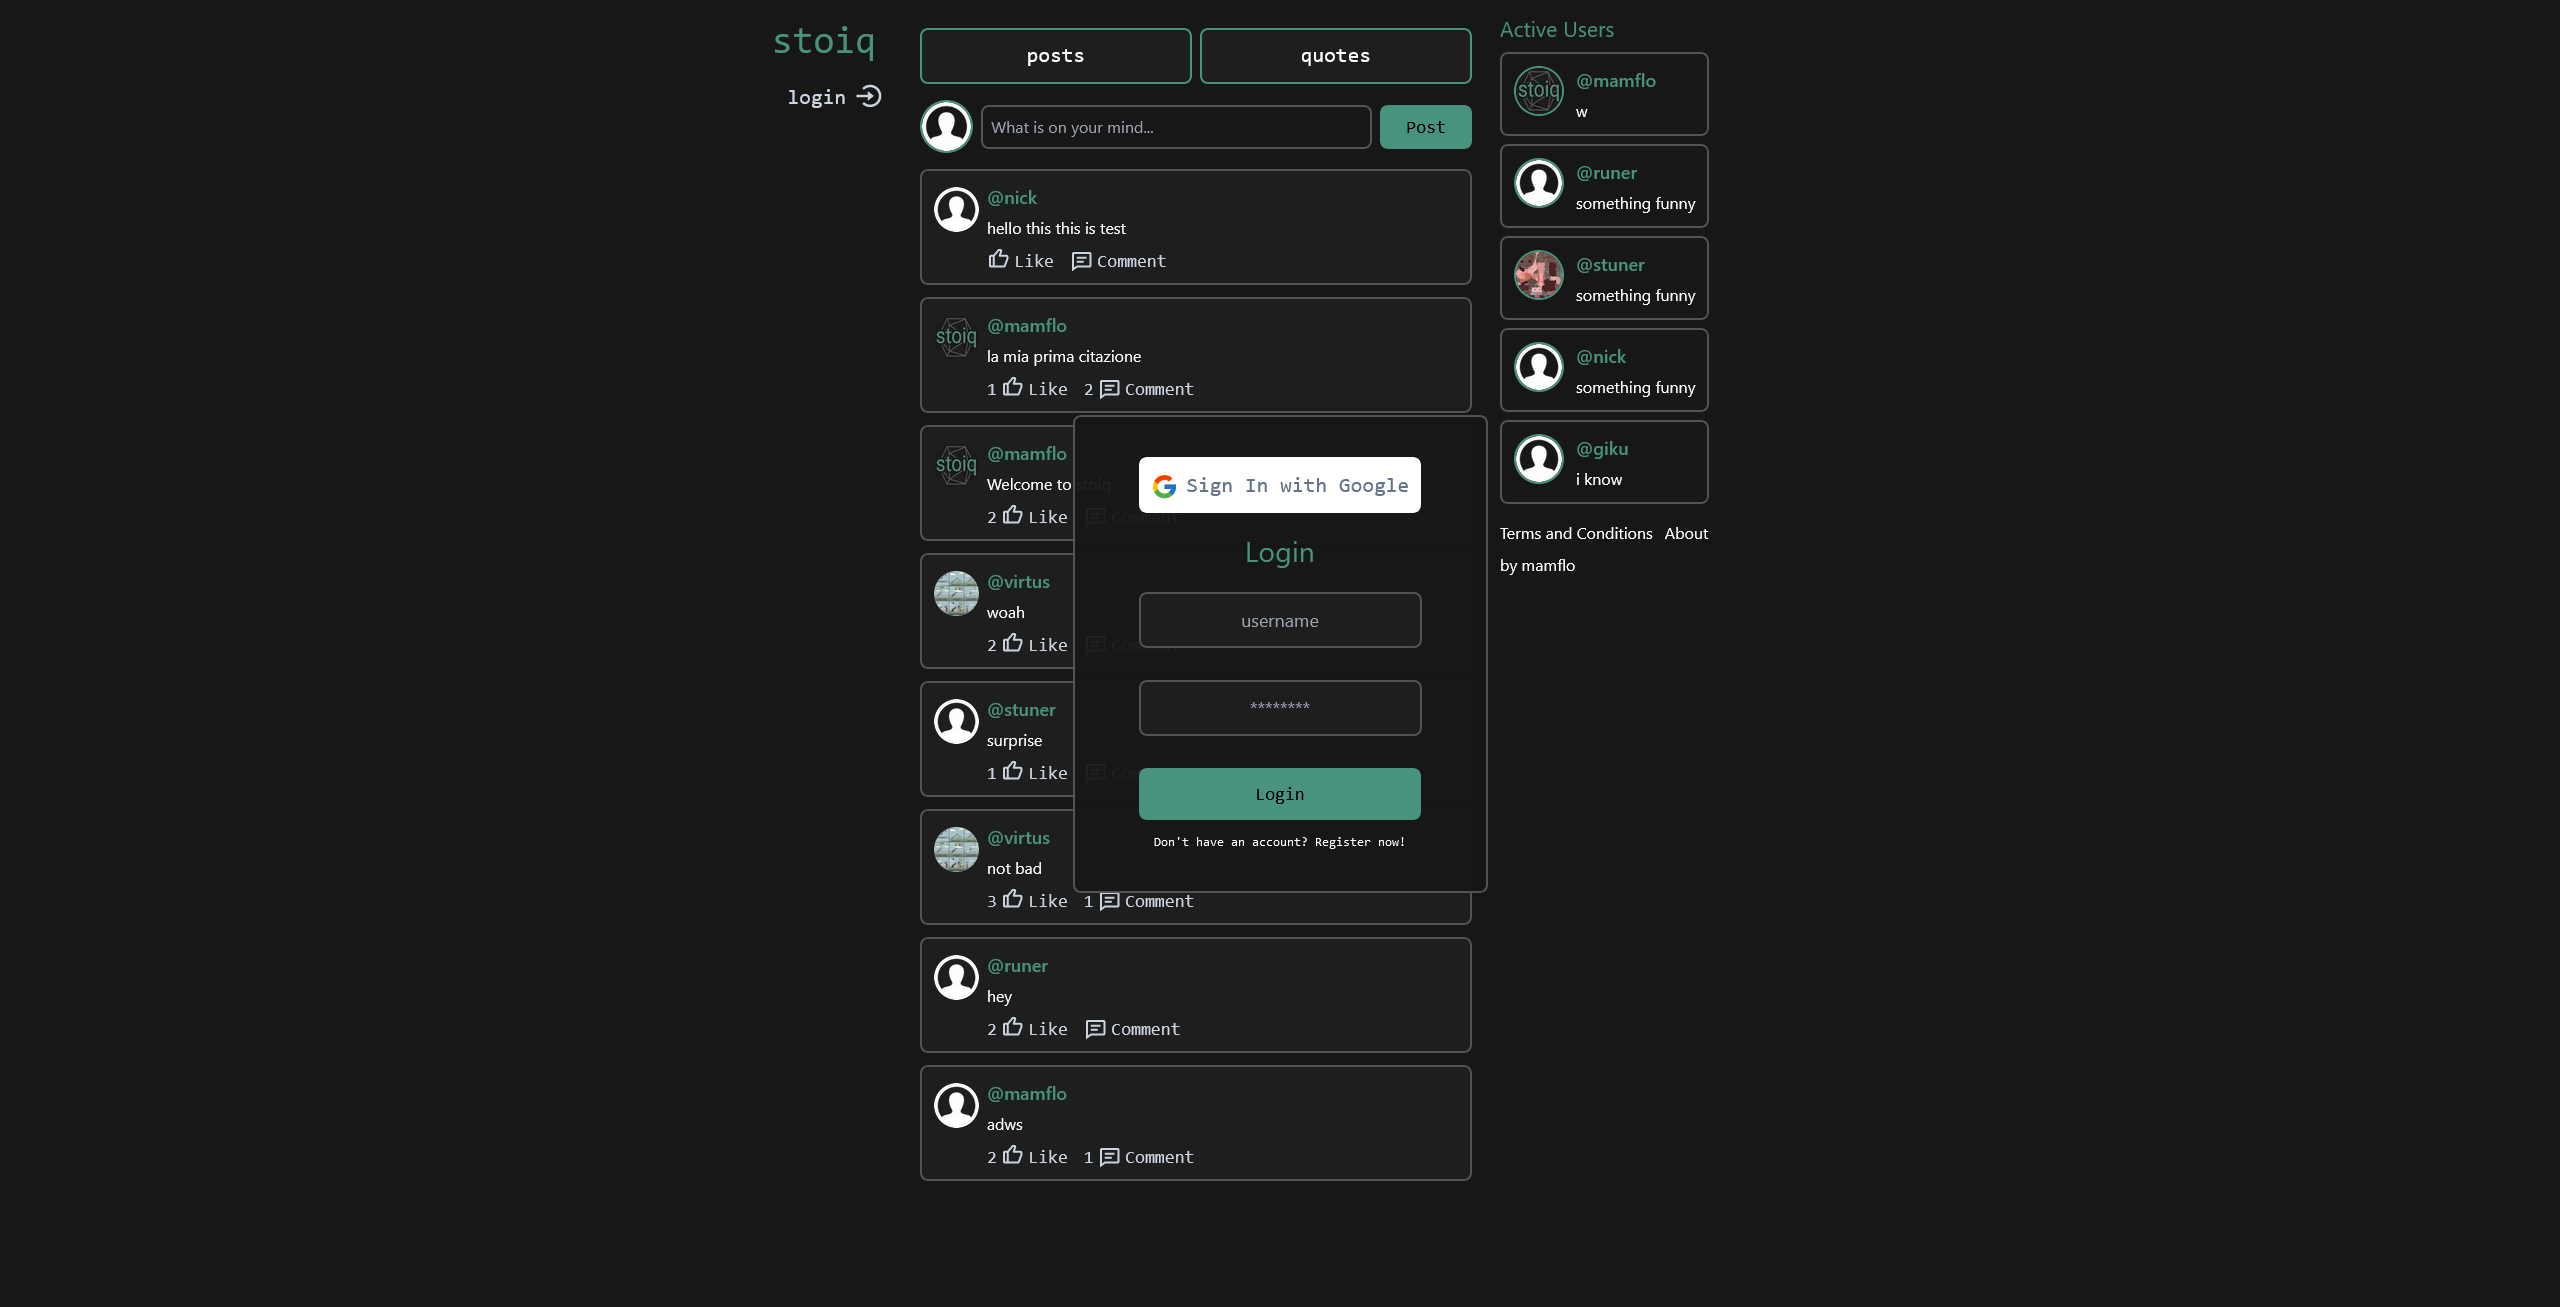 stoiq
login
posts
quotes
What is on your mind...
Post
@nick
hello this this is test
Like Comment
stoiq
@mamflo
la mia prima citazione
1 Like 2 Comment
stoiq
@mamflo
Welcome to stoiq
2 Like Comment
@virtus
woah
2 Like Comment
@stuner
surprise
1 Like
@virtus
not bad
3 Like 1 Comment
@runer
hey
2 Like Comment
@mamflo
adws
2 Like 1 Comment
Sign In with Google
Login
username
********
Login
Don't have an account? Register now!
Active Users
stoiq
@mamflo
w
@runer
something funny
@stuner
something funny
@nick
something funny
@giku
i know
Terms and Conditions About
by mamflo